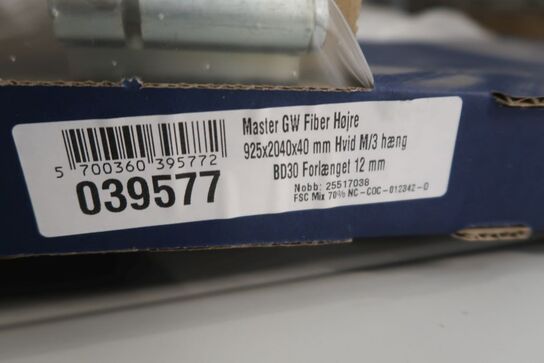 Master GW Fiber Højre
925x2040x40 mm Hvid M/3 hæng
BD30 Forlænget 12 mm
Nobb: 25517038
FSC Mix 70% NC-COC-012342-D
5 700360 395772
039577